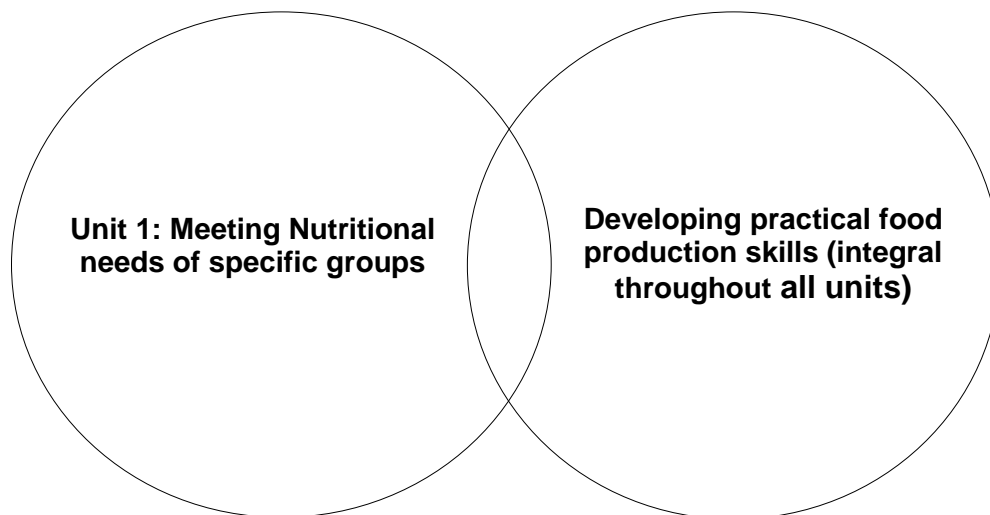 Unit 1: Meeting Nutritional
needs of specific groups
Developing practical food
production skills (integral
throughout all units)